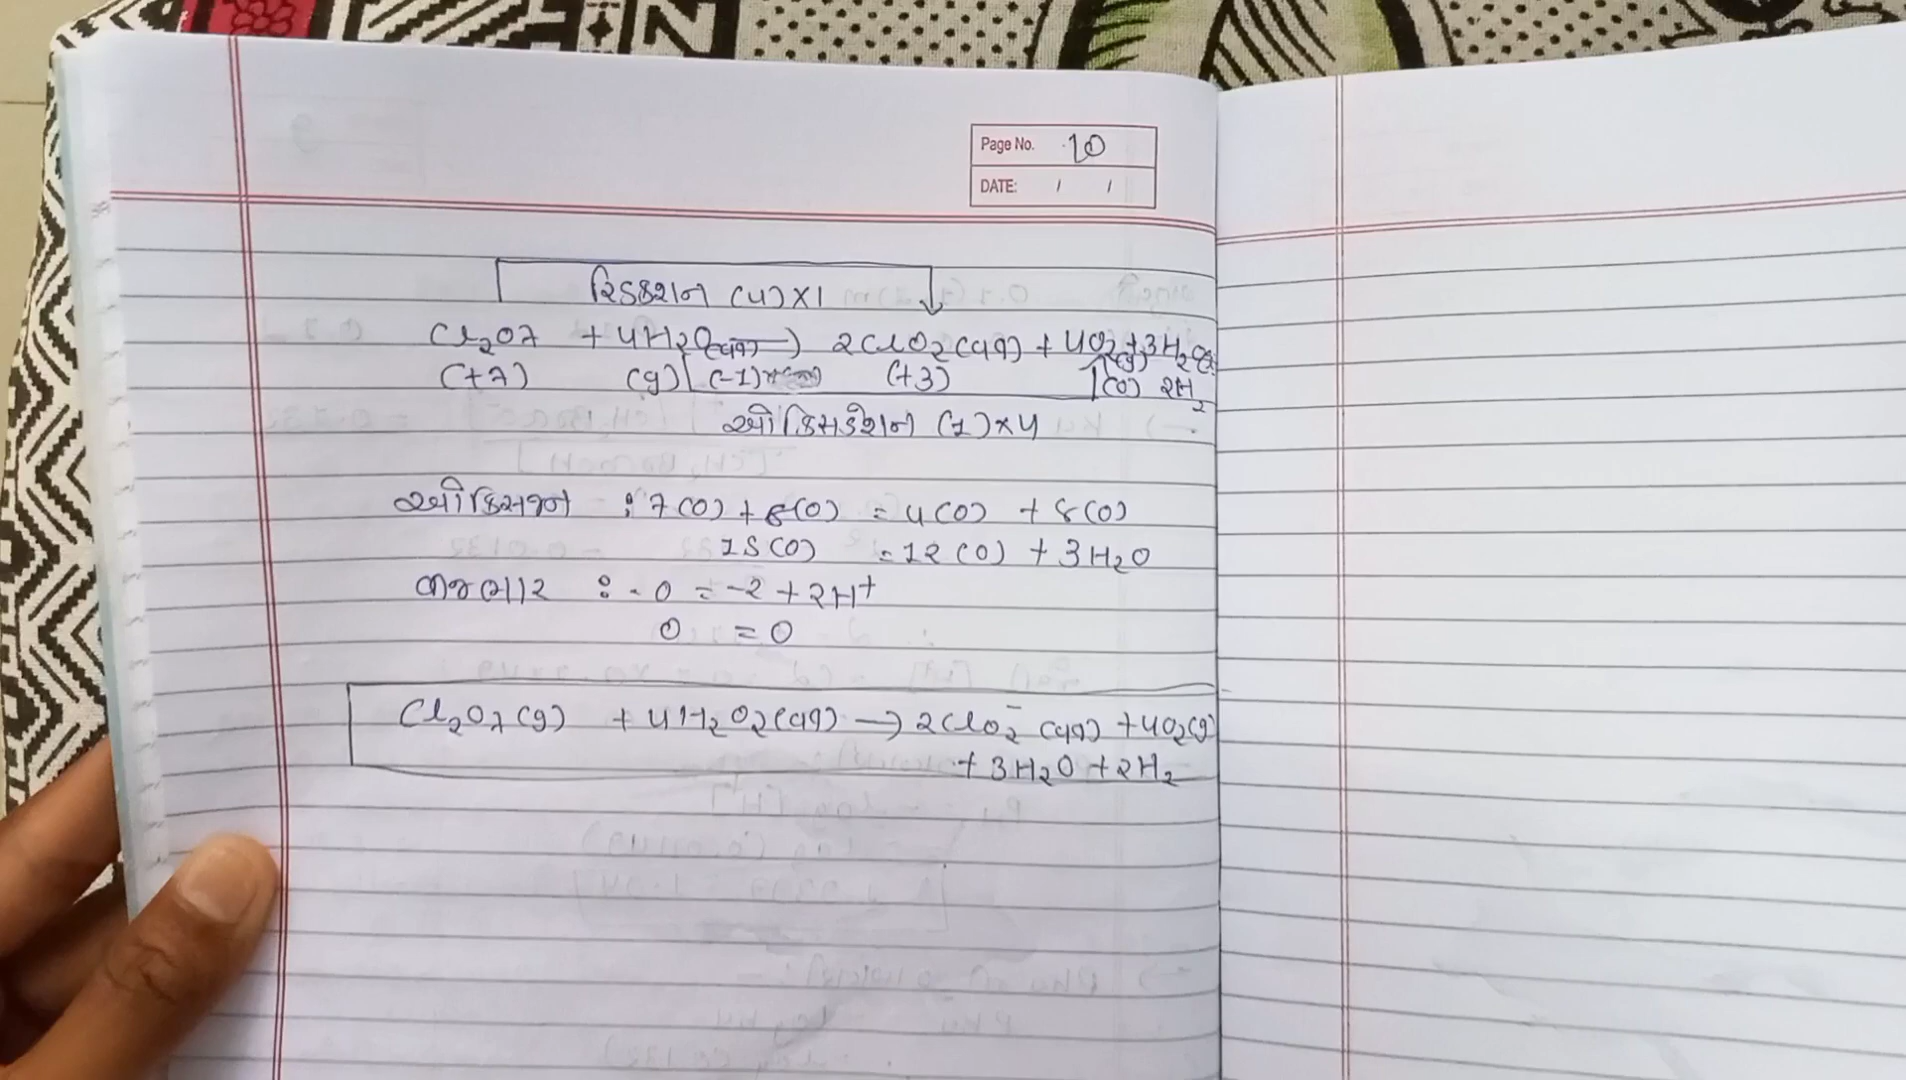 Page No. 10
DATE: / /
રિડક્શન (4)×1
Cl₂O7 + 4H₂O₂(aq) → 2ClO₂(aq) + 4O₂ + 3H₂O
(+7) (g) (-1) (+3) (g) (0) 2H₂
ઓક્સિડેશન (1)×4
ઓક્સિજન : 7(O) + 8(O) = 4(O) + 8(O)
15(O) = 12(O) + 3H₂O
વીજભાર : - 0 = -2 + 2H⁺
0 = 0
Cl₂O7(g) + 4H₂O2(aq) → 2ClO₂⁻ (aq) + 4O₂(g)
+ 3H₂O + 2H₂